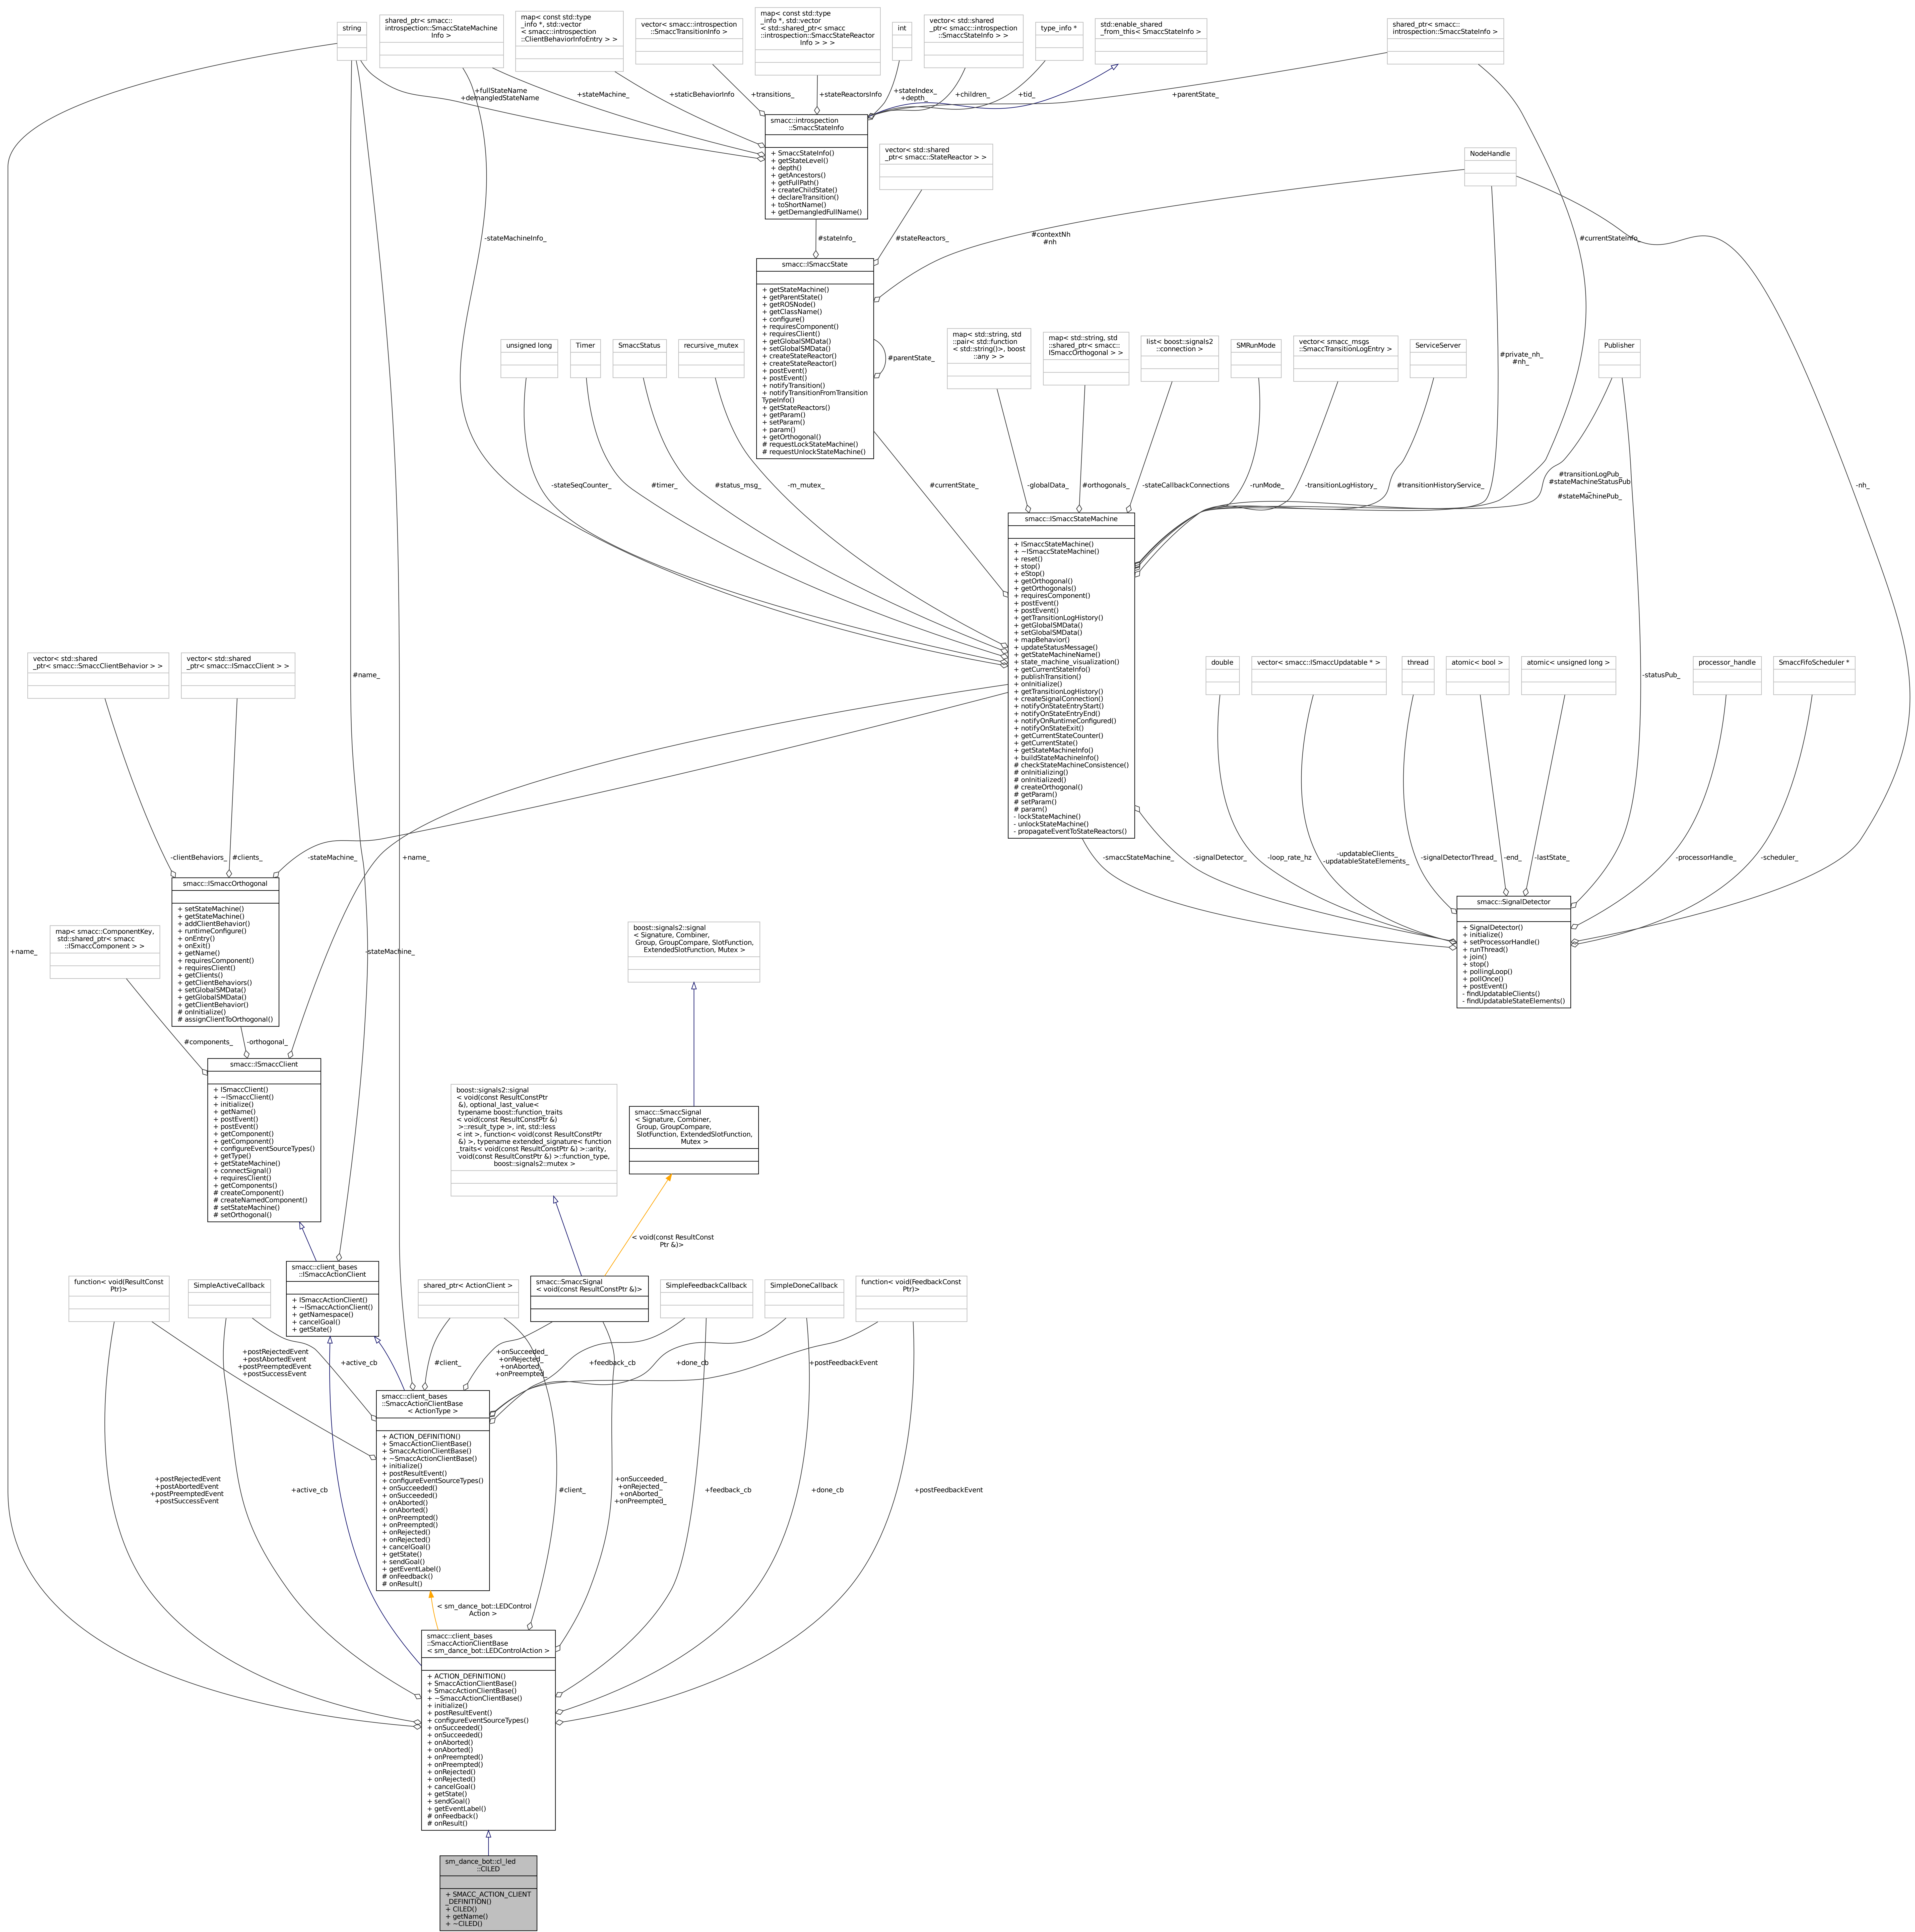 string
shared_ptr< smacc::
introspection::SmaccStateMachine
Info >
map< const std::type
_info *, std::vector
< smacc::introspection
::ClientBehaviorInfoEntry > >
vector< smacc::introspection
::SmaccTransitionInfo >
map< const std::type
_info *, std::vector
< std::shared_ptr< smacc
::introspection::SmaccStateReactor
Info > > >
int
vector< std::shared
_ptr< smacc::introspection
::SmaccStateInfo > >
type_info *
std::enable_shared
_from_this< SmaccStateInfo >
shared_ptr< smacc::
introspection::SmaccStateInfo >
+fullStateName
+demangledStateName
+stateMachine_
+staticBehaviorInfo
+transitions_
+stateReactorsInfo
+stateIndex_
+depth_
+children_
+tid_
+parentState_
smacc::introspection
::SmaccStateInfo
+ SmaccStateInfo()
+ getStateLevel()
+ depth()
+ getAncestors()
+ getFullPath()
+ createChildState()
+ declareTransition()
+ toShortName()
+ getDemangledFullName()
vector< std::shared
_ptr< smacc::StateReactor > >
NodeHandle
-stateMachineInfo_
#stateInfo_
#stateReactors_
#contextNh
#nh
#currentStateInfo_
smacc::ISmaccState
+ getStateMachine()
+ getParentState()
+ getROSNode()
+ getClassName()
+ configure()
+ requiresComponent()
+ requiresClient()
+ getGlobalSMData()
+ setGlobalSMData()
+ createStateReactor()
+ createStateReactor()
+ postEvent()
+ postEvent()
+ notifyTransition()
+ notifyTransitionFromTransition
TypeInfo()
+ getStateReactors()
+ getParam()
+ setParam()
+ param()
+ getOrthogonal()
# requestLockStateMachine()
# requestUnlockStateMachine()
#parentState_
unsigned long
Timer
SmaccStatus
recursive_mutex
map< std::string, std
::pair< std::function
< std::string()>, boost
::any > >
map< std::string, std
::shared_ptr< smacc::
ISmaccOrthogonal > >
list< boost::signals2
::connection >
SMRunMode
vector< smacc_msgs
::SmaccTransitionLogEntry >
ServiceServer
#private_nh_
#nh_
Publisher
-stateSeqCounter_
#timer_
#status_msg_
-m_mutex_
#currentState_
-globalData_
#orthogonals_
-stateCallbackConnections
-runMode_
-transitionLogHistory_
#transitionHistoryService_
#transitionLogPub_
#stateMachineStatusPub
_
#stateMachinePub_
-nh_
smacc::ISmaccStateMachine
+ ISmaccStateMachine()
+ ~ISmaccStateMachine()
+ reset()
+ stop()
+ eStop()
+ getOrthogonal()
+ getOrthogonals()
+ requiresComponent()
+ postEvent()
+ postEvent()
+ getTransitionLogHistory()
+ getGlobalSMData()
+ setGlobalSMData()
+ mapBehavior()
+ updateStatusMessage()
+ getStateMachineName()
+ state_machine_visualization()
+ getCurrentStateInfo()
+ publishTransition()
+ onInitialize()
+ getTransitionLogHistory()
+ createSignalConnection()
+ notifyOnStateEntryStart()
+ notifyOnStateEntryEnd()
+ notifyOnRuntimeConfigured()
+ notifyOnStateExit()
+ getCurrentStateCounter()
+ getCurrentState()
+ getStateMachineInfo()
+ buildStateMachineInfo()
# checkStateMachineConsistence()
# onInitializing()
# onInitialized()
# createOrthogonal()
# getParam()
# setParam()
# param()
- lockStateMachine()
- unlockStateMachine()
- propagateEventToStateReactors()
vector< std::shared
_ptr< smacc::SmaccClientBehavior > >
vector< std::shared
_ptr< smacc::ISmaccClient > >
#name_
double
vector< smacc::ISmaccUpdatable * >
thread
atomic< bool >
atomic< unsigned long >
-statusPub_
processor_handle
SmaccFifoScheduler *
-clientBehaviors_
#clients_
-stateMachine_
+name_
-smaccStateMachine_
-signalDetector_
-loop_rate_hz
-updatableClients_
-updatableStateElements_
-signalDetectorThread_
-end_
-lastState_
-processorHandle_
-scheduler_
smacc::ISmaccOrthogonal
+ setStateMachine()
+ getStateMachine()
+ addClientBehavior()
+ runtimeConfigure()
+ onEntry()
+ onExit()
+ getName()
+ requiresComponent()
+ requiresClient()
+ getClients()
+ getClientBehaviors()
+ setGlobalSMData()
+ getGlobalSMData()
+ getClientBehavior()
# onInitialize()
# assignClientToOrthogonal()
smacc::SignalDetector
+ SignalDetector()
+ initialize()
+ setProcessorHandle()
+ runThread()
+ join()
+ stop()
+ pollingLoop()
+ pollOnce()
+ postEvent()
- findUpdatableClients()
- findUpdatableStateElements()
map< smacc::ComponentKey,
std::shared_ptr< smacc
::ISmaccComponent > >
+name_
-stateMachine_
boost::signals2::signal
< Signature, Combiner,
Group, GroupCompare, SlotFunction,
ExtendedSlotFunction, Mutex >
#components_
-orthogonal_
smacc::ISmaccClient
+ ISmaccClient()
+ ~ISmaccClient()
+ initialize()
+ getName()
+ postEvent()
+ postEvent()
+ getComponent()
+ getComponent()
+ configureEventSourceTypes()
+ getType()
+ getStateMachine()
+ connectSignal()
+ requiresClient()
+ getComponents()
# createComponent()
# createNamedComponent()
# setStateMachine()
# setOrthogonal()
boost::signals2::signal
< void(const ResultConstPtr
&), optional_last_value<
typename boost::function_traits
< void(const ResultConstPtr &)
>::result_type >, int, std::less
< int >, function< void(const ResultConstPtr
&) >, typename extended_signature< function
_traits< void(const ResultConstPtr &) >::arity,
void(const ResultConstPtr &) >::function_type,
boost::signals2::mutex >
smacc::SmaccSignal
< Signature, Combiner,
Group, GroupCompare,
SlotFunction, ExtendedSlotFunction,
Mutex >
< void(const ResultConst
Ptr &)>
function< void(ResultConst
Ptr)>
SimpleActiveCallback
smacc::client_bases
::ISmaccActionClient
+ ISmaccActionClient()
+ ~ISmaccActionClient()
+ getNamespace()
+ cancelGoal()
+ getState()
shared_ptr< ActionClient >
smacc::SmaccSignal
< void(const ResultConstPtr &)>
SimpleFeedbackCallback
SimpleDoneCallback
function< void(FeedbackConst
Ptr)>
+postRejectedEvent
+postAbortedEvent
+postPreemptedEvent
+postSuccessEvent
+active_cb
#client_
+onSucceeded_
+onRejected_
+onAborted_
+onPreempted_
+feedback_cb
+done_cb
+postFeedbackEvent
smacc::client_bases
::SmaccActionClientBase
< ActionType >
+ ACTION_DEFINITION()
+ SmaccActionClientBase()
+ SmaccActionClientBase()
+ ~SmaccActionClientBase()
+ initialize()
+ postResultEvent()
+ configureEventSourceTypes()
+ onSucceeded()
+ onSucceeded()
+ onAborted()
+ onAborted()
+ onPreempted()
+ onPreempted()
+ onRejected()
+ onRejected()
+ cancelGoal()
+ getState()
+ sendGoal()
+ getEventLabel()
# onFeedback()
# onResult()
+postRejectedEvent
+postAbortedEvent
+postPreemptedEvent
+postSuccessEvent
+active_cb
#client_
+onSucceeded_
+onRejected_
+onAborted_
+onPreempted_
+feedback_cb
+done_cb
+postFeedbackEvent
< sm_dance_bot::LEDControl
Action >
smacc::client_bases
::SmaccActionClientBase
< sm_dance_bot::LEDControlAction >
+ ACTION_DEFINITION()
+ SmaccActionClientBase()
+ SmaccActionClientBase()
+ ~SmaccActionClientBase()
+ initialize()
+ postResultEvent()
+ configureEventSourceTypes()
+ onSucceeded()
+ onSucceeded()
+ onAborted()
+ onAborted()
+ onPreempted()
+ onPreempted()
+ onRejected()
+ onRejected()
+ cancelGoal()
+ getState()
+ sendGoal()
+ getEventLabel()
# onFeedback()
# onResult()
sm_dance_bot::cl_led
::ClLED
+ SMACC_ACTION_CLIENT
_DEFINITION()
+ ClLED()
+ getName()
+ ~ClLED()